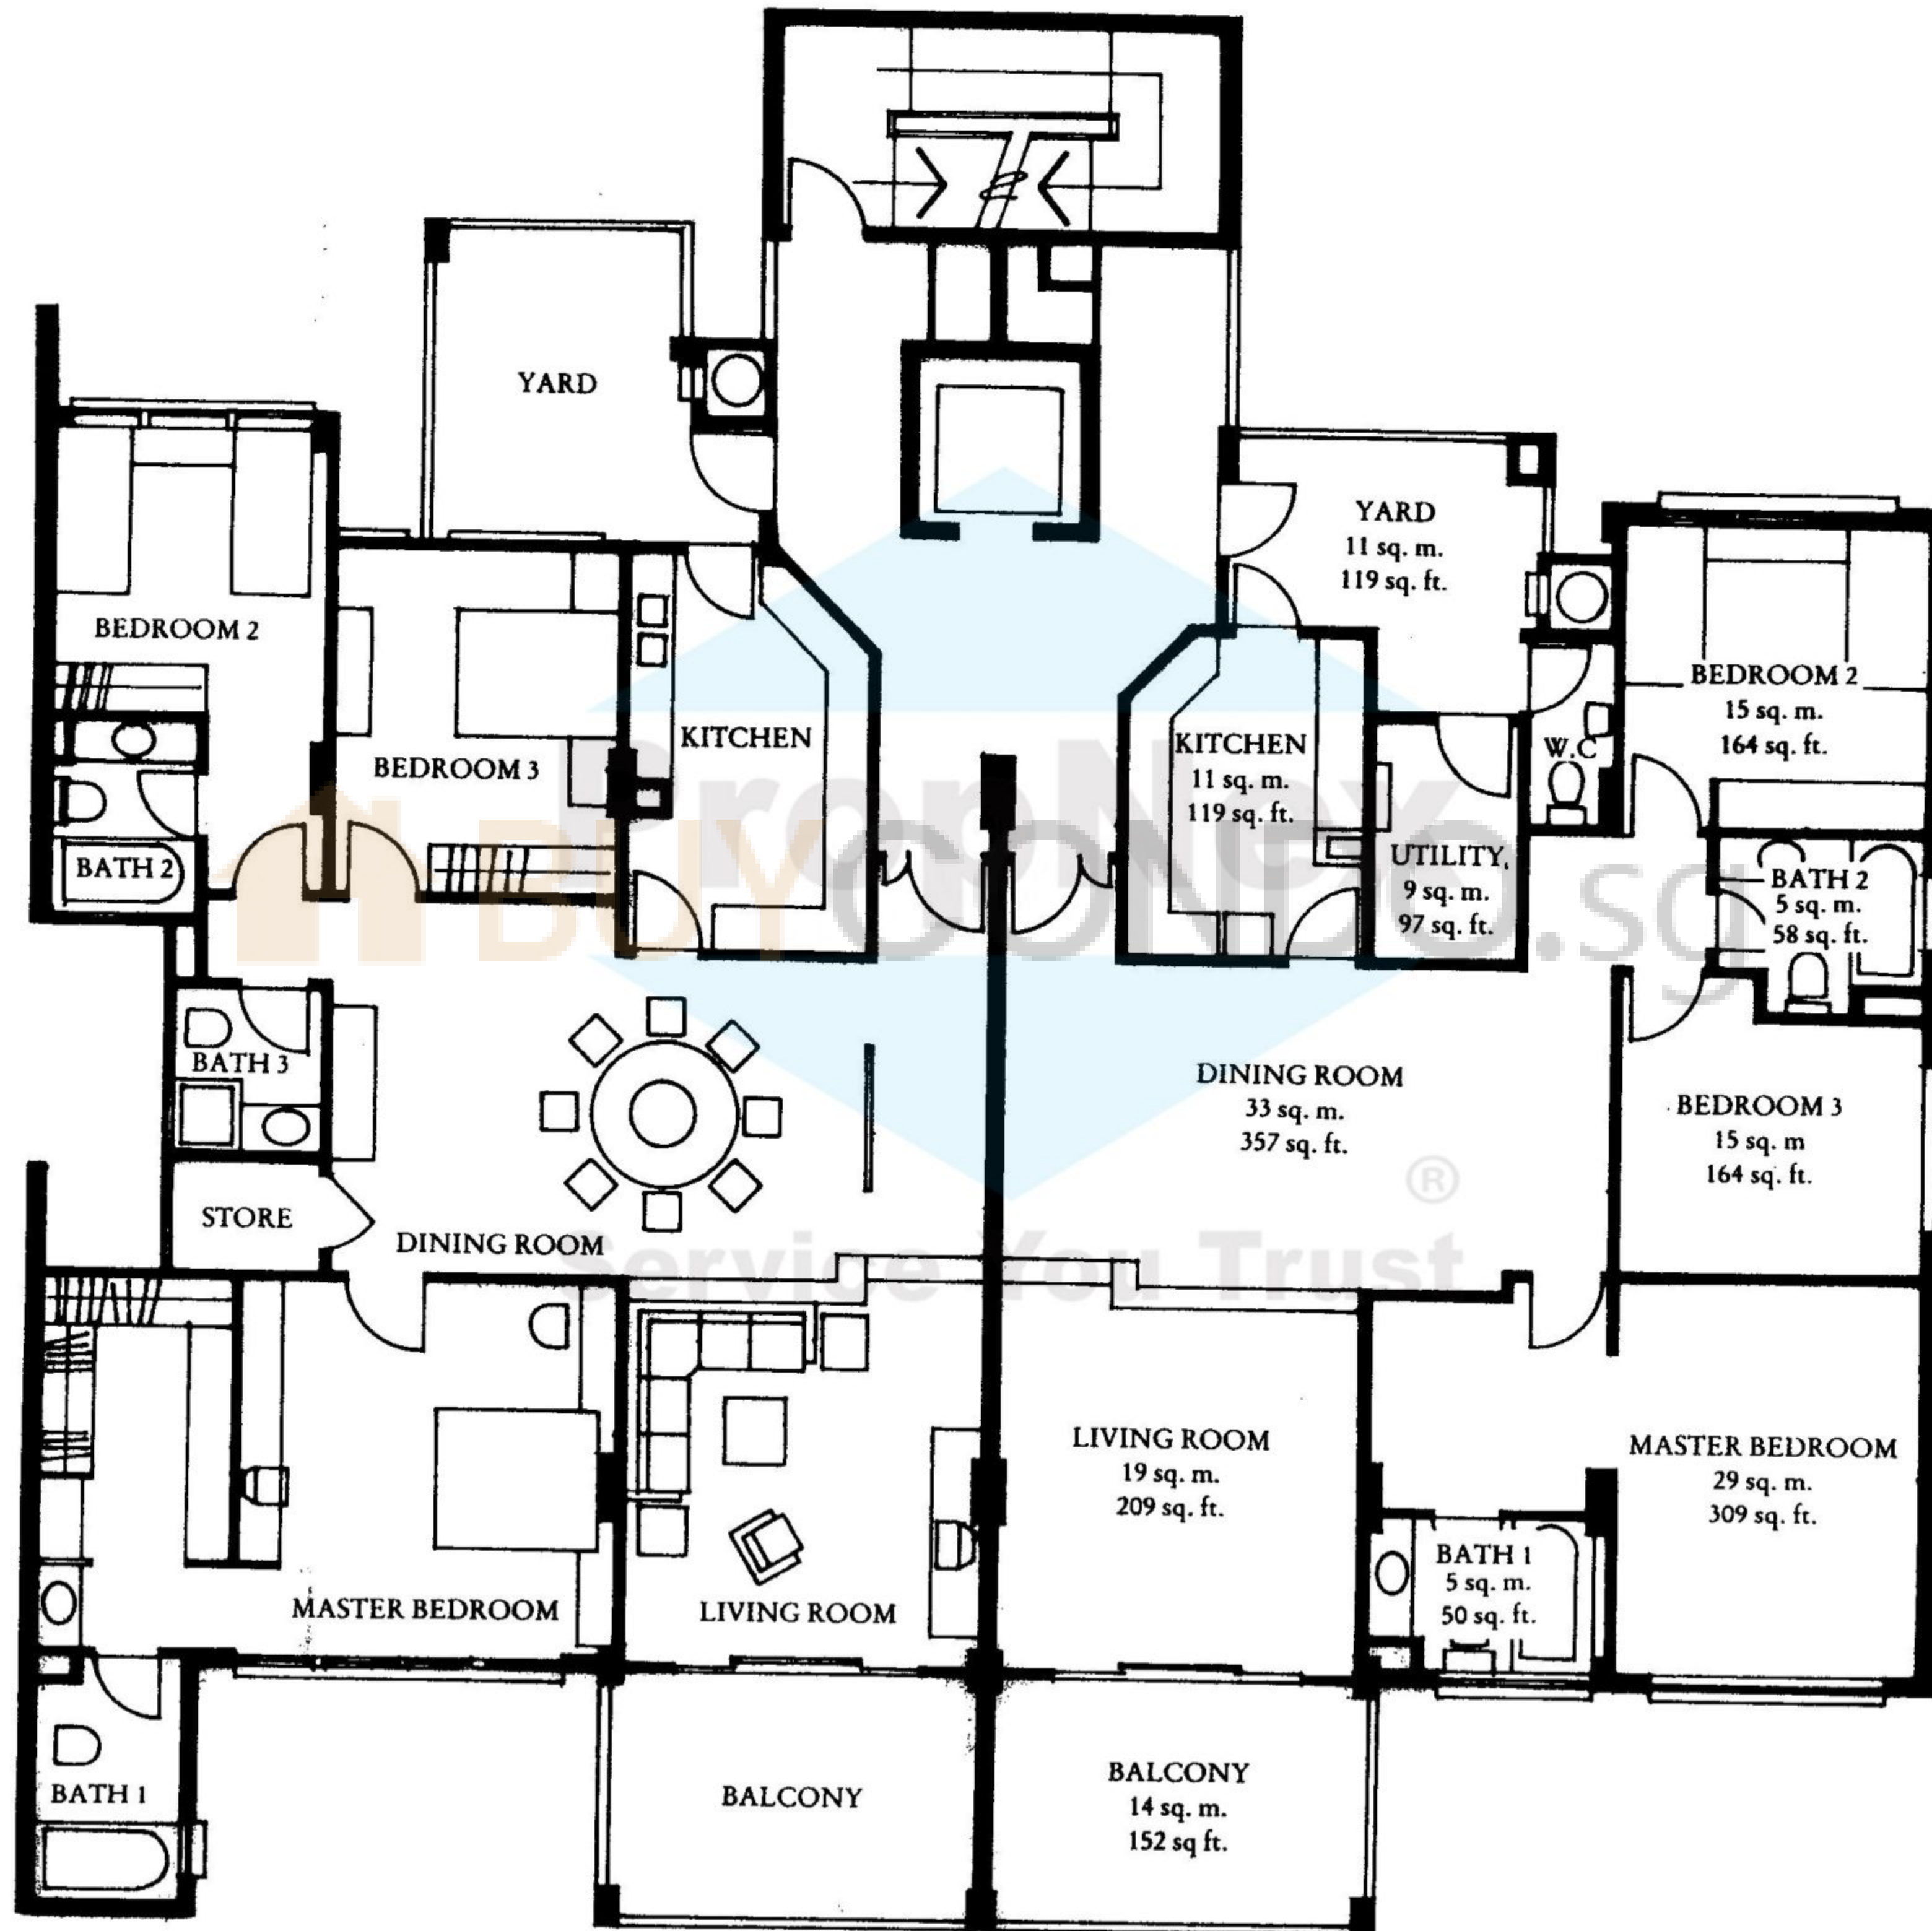 YARD
YARD
11 sq. m.
119 sq. ft.
BEDROOM 2
BEDROOM 2
15 sq. m.
164 sq. ft.
KITCHEN
KITCHEN
11 sq. m.
119 sq. ft.
W.C
BEDROOM 3
PropNex
BUYCONDO.sg
BATH 2
UTILITY
9 sq. m.
97 sq. ft.
BATH 2
5 sq. m.
58 sq. ft.
BATH 3
DINING ROOM
33 sq. m.
357 sq. ft.
BEDROOM 3
15 sq. m
164 sq. ft.
®
STORE
DINING ROOM
Service You Trust
LIVING ROOM
19 sq. m.
209 sq. ft.
MASTER BEDROOM
29 sq. m.
309 sq. ft.
BATH 1
5 sq. m.
50 sq. ft.
MASTER BEDROOM
LIVING ROOM
BATH 1
BALCONY
BALCONY
14 sq. m.
152 sq ft.